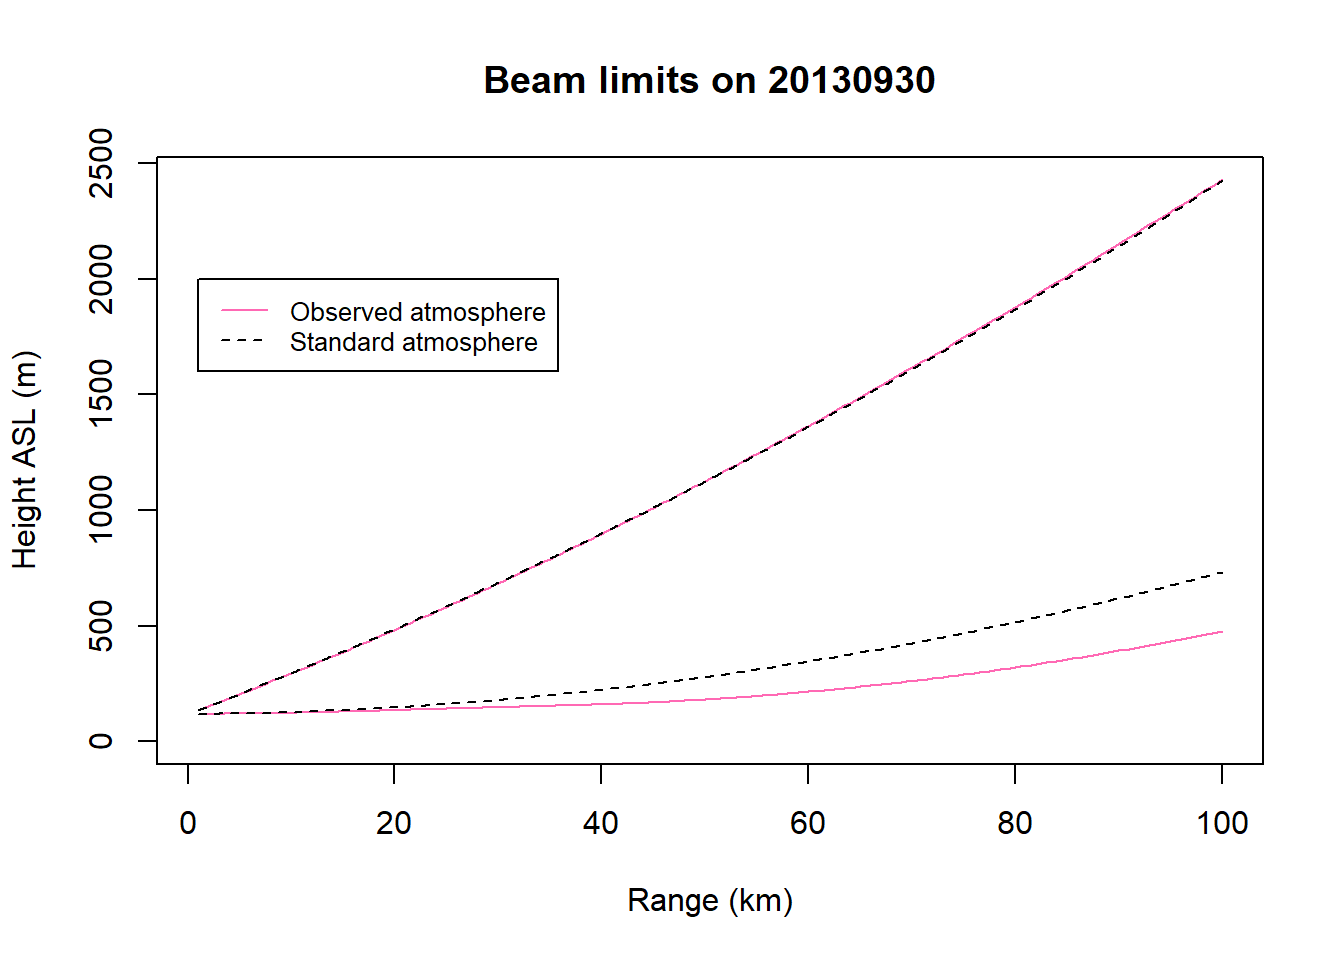 Beam limits on 20130930
Height ASL (m)
2500
2000
1500
1000
500
0
Observed atmosphere
Standard atmosphere
0 20 40 60 80 100
Range (km)